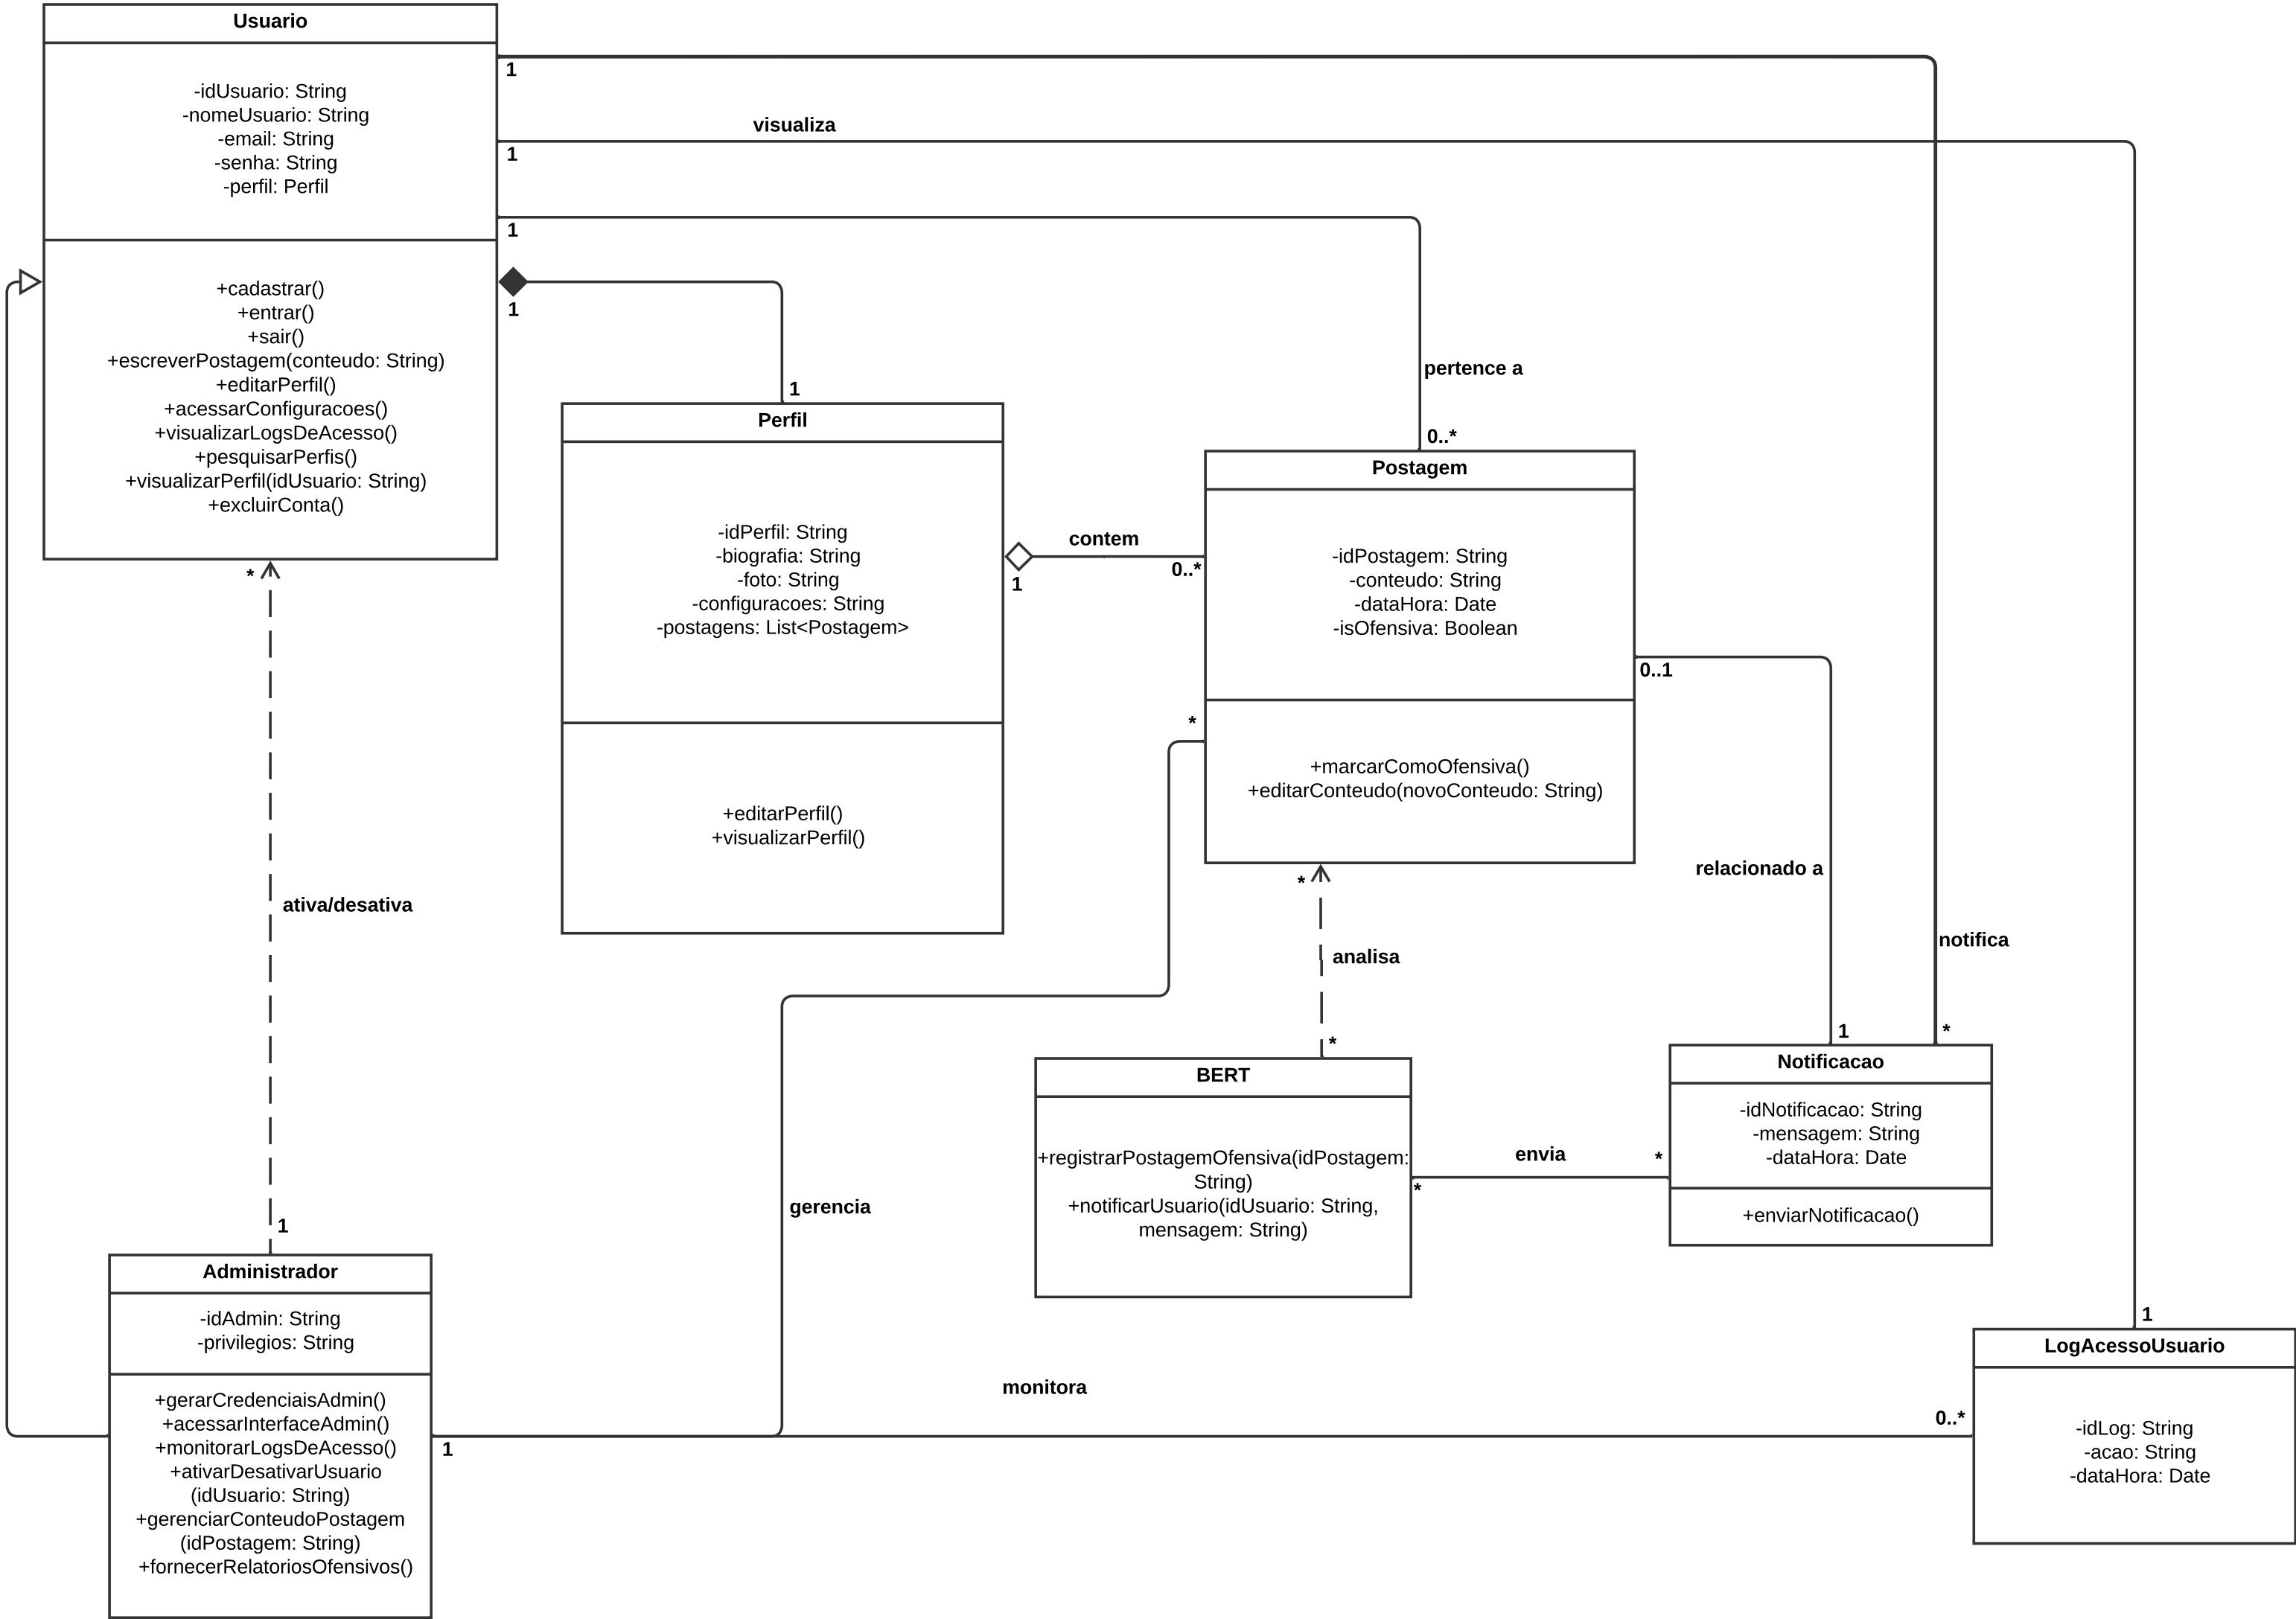 Usuario
-idUsuario: String
-nomeUsuario: String
-email: String
-senha: String
-perfil: Perfil
+cadastrar()
+entrar()
+sair()
+escreverPostagem(conteudo: String)
+editarPerfil()
+acessarConfiguracoes()
+visualizarLogsDeAcesso()
+pesquisarPerfis()
+visualizarPerfil(idUsuario: String)
+excluirConta()
1
visualiza
1
1
1
pertence a
1
0..*
Perfil
-idPerfil: String
-biografia: String
-foto: String
-configuracoes: String
-postagens: List<Postagem>
+editarPerfil()
+visualizarPerfil()
contem
1
0..*
Postagem
-idPostagem: String
-conteudo: String
-dataHora: Date
-isOfensiva: Boolean
+marcarComoOfensiva()
+editarConteudo(novoConteudo: String)
*
0..1
*
ativa/desativa
1
relacionado a
notifica
*
analisa
*
1
*
BERT
+registrarPostagemOfensiva(idPostagem:
String)
+notificarUsuario(idUsuario: String,
mensagem: String)
envia
*
*
Notificacao
-idNotificacao: String
-mensagem: String
-dataHora: Date
+enviarNotificacao()
gerencia
Administrador
-idAdmin: String
-privilegios: String
+gerarCredenciaisAdmin()
+acessarInterfaceAdmin()
+monitorarLogsDeAcesso()
+ativarDesativarUsuario
(idUsuario: String)
+gerenciarConteudoPostagem
(idPostagem: String)
+fornecerRelatoriosOfensivos()
1
monitora
0..*
1
LogAcessoUsuario
-idLog: String
-acao: String
-dataHora: Date